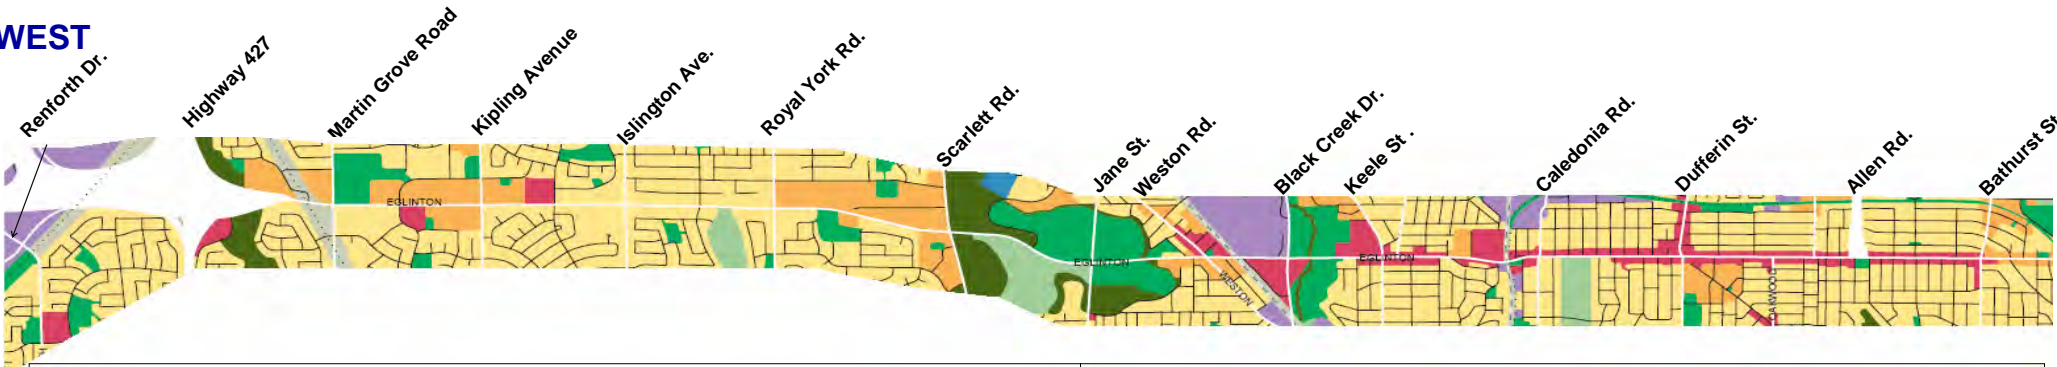 WEST
Renforth Dr.
Highway 427
Martin Grove Road
Kipling Avenue
Islington Ave.
Royal York Rd.
Scarlett Rd.
Jane St.
Weston Rd.
Black Creek Dr.
Keele St .
Caledonia Rd.
Dufferin St.
Allen Rd.
Bathurst St
EGLINTON
EGLINTON
EGLINTON
WESTON
OAKWOOD